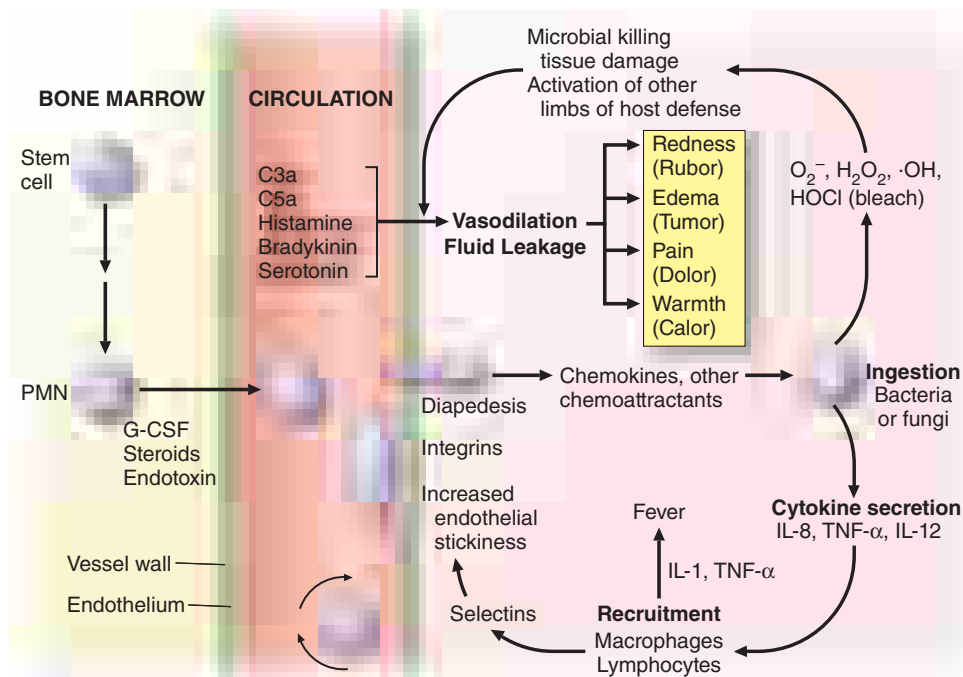 BONE MARROW
CIRCULATION
Stem
cell
PMN
G-CSF
Steroids
Endotoxin
Vessel wall
Endothelium
C3a
C5a
Histamine
Bradykinin
Serotonin
Vasodilation
Fluid Leakage
Microbial killing
tissue damage
Activation of other
limbs of host defense
Redness
(Rubor)
Edema
(Tumor)
Pain
(Dolor)
Warmth
(Calor)
O₂⁻, H₂O₂, ·OH,
HOCl (bleach)
Diapedesis
Chemokines, other
chemoattractants
Ingestion
Bacteria
or fungi
Integrins
Increased
endothelial
stickiness
Selectins
Fever
IL-1, TNF-α
Recruitment
Macrophages
Lymphocytes
Cytokine secretion
IL-8, TNF-α, IL-12